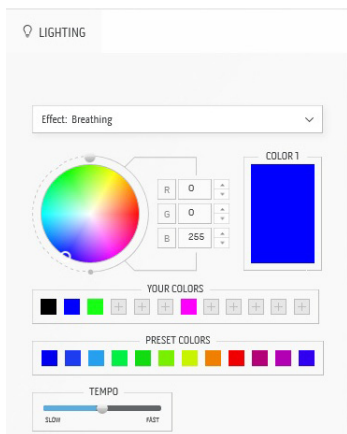 LIGHTING
Effect: Breathing
COLOR 1
R 0
G 0
B 255
YOUR COLORS
PRESET COLORS
TEMPO
SLOW FAST